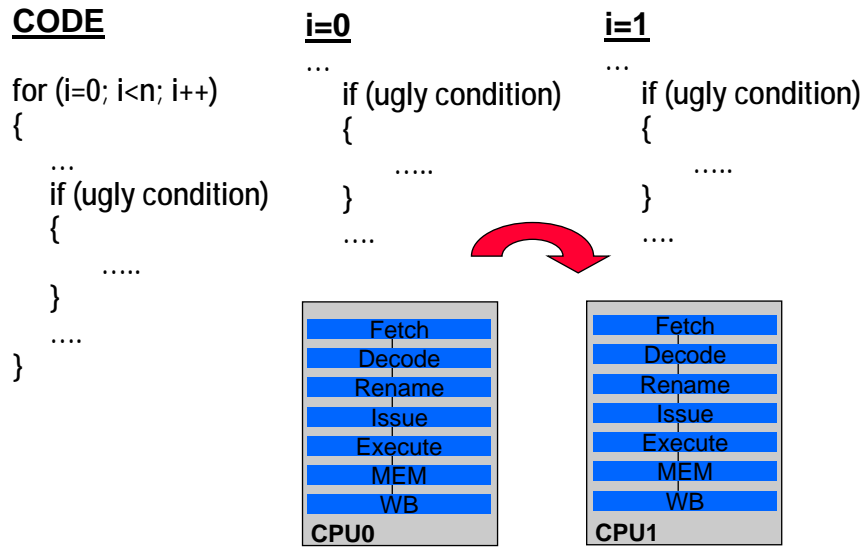 CODE
for (i=0; i<n; i++)
{
…
if (ugly condition)
{
…..
}
….
}
i=0
…
if (ugly condition)
{
…..
}
….
i=1
…
if (ugly condition)
{
…..
}
….
Fetch
Decode
Rename
Issue
Execute
MEM
WB
CPU0
Fetch
Decode
Rename
Issue
Execute
MEM
WB
CPU1